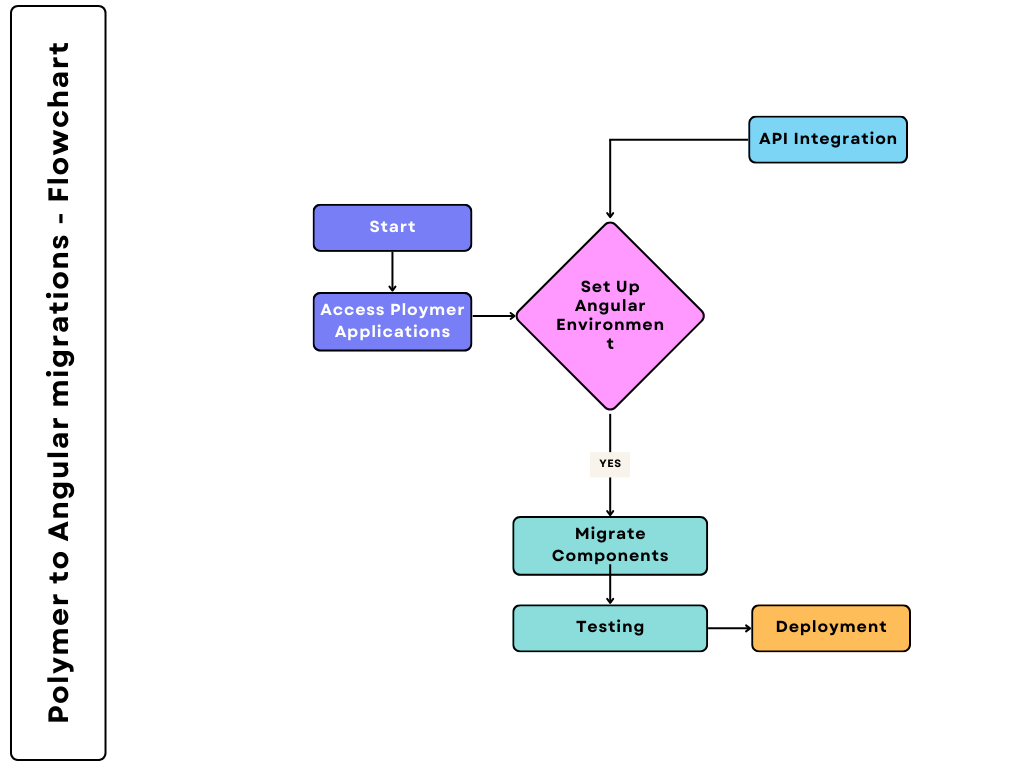 Polymer to Angular migrations - Flowchart
API Integration
Start
Access Ploymer
Applications
Set Up
Angular
Environmen
t
YES
Migrate
Components
Testing
Deployment